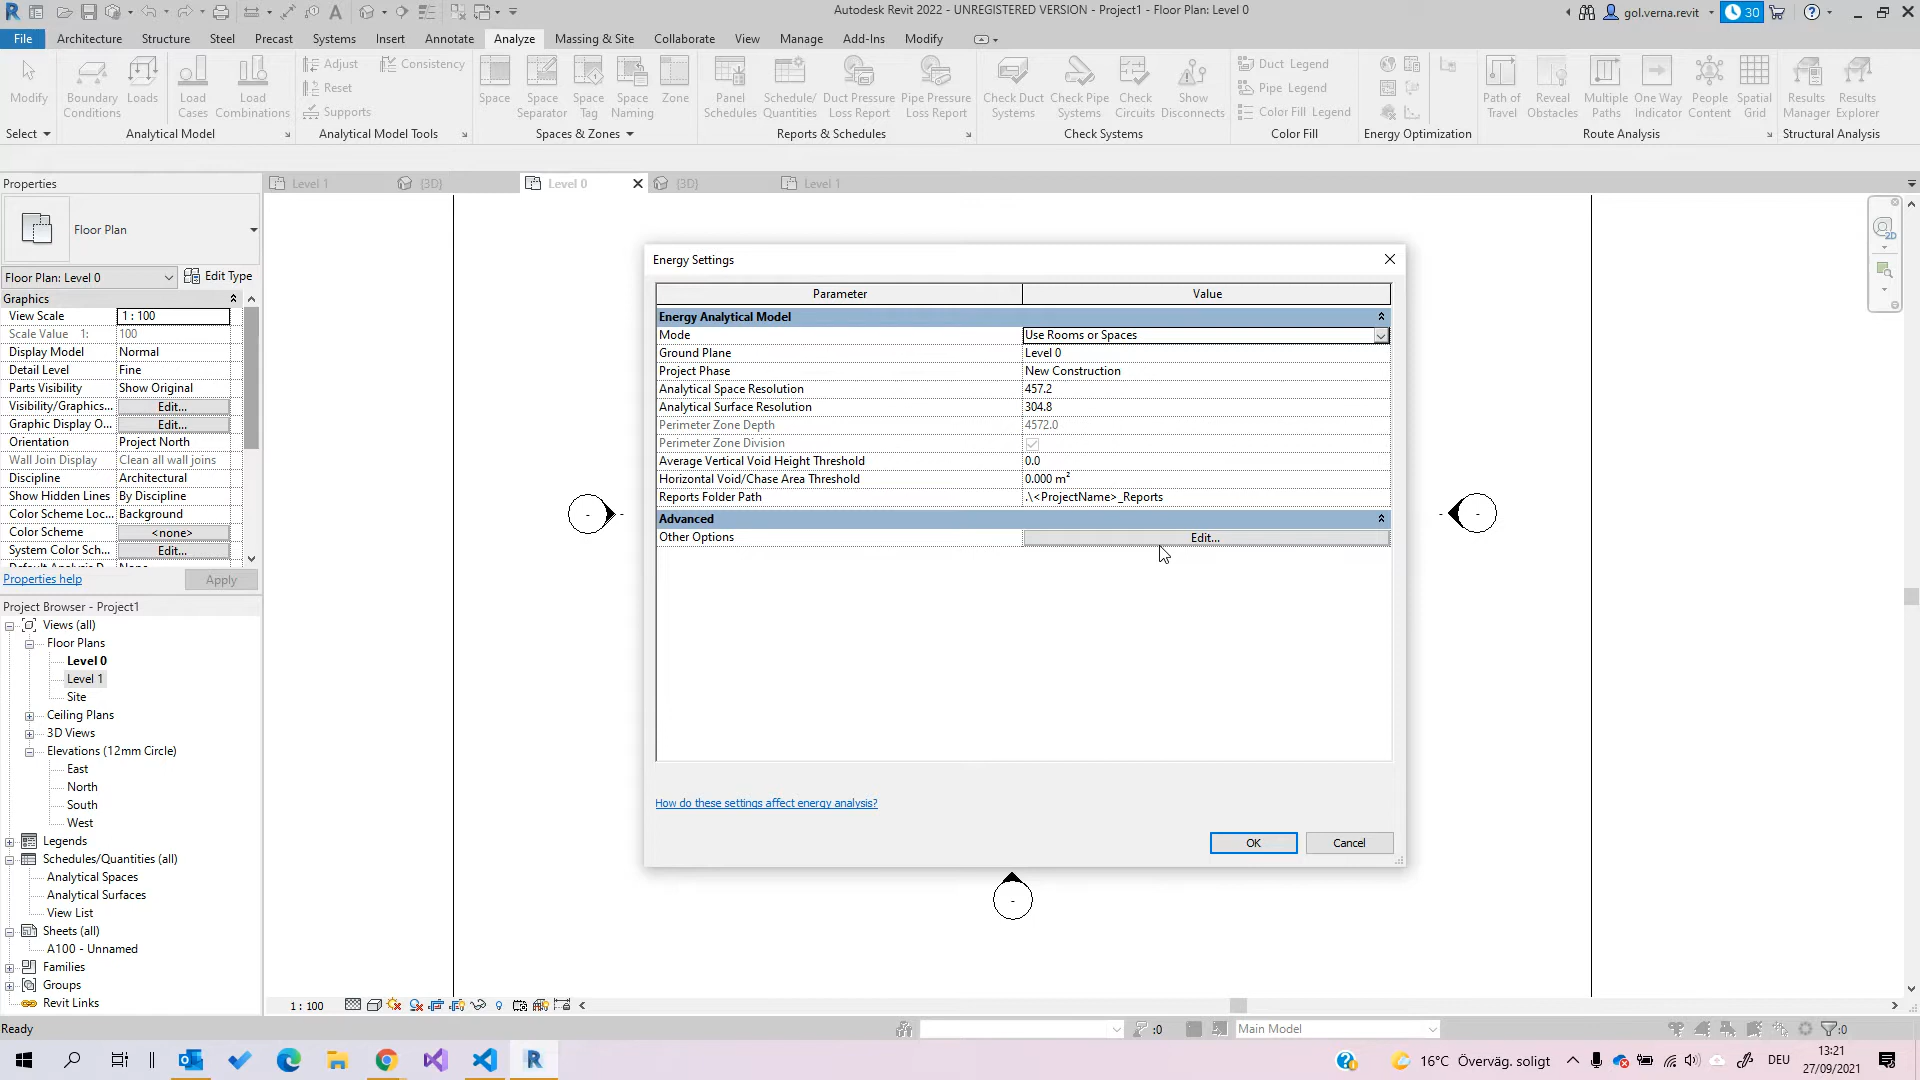 Autodesk Revit 2022 - UNREGISTERED VERSION - Project1 - Floor Plan: Level 0
gol.verna.revit
30
File Architecture Structure Steel Precast Systems Insert Annotate Analyze Massing & Site Collaborate View Manage Add-Ins Modify
Modify
Boundary Conditions
Loads
Load Cases
Load Combinations
Adjust
Reset
Supports
Consistency
Space
Space Separator
Space Tag
Space Naming
Zone
Panel Schedules
Schedule/ Quantities
Duct Pressure Loss Report
Pipe Pressure Loss Report
Check Duct Systems
Check Pipe Systems
Check Circuits
Show Disconnects
Duct Legend
Pipe Legend
Color Fill Legend
Path of Travel
Reveal Obstacles
Multiple Paths
One Way Indicator
People Content
Spatial Grid
Results Manager
Results Explorer
Select Analytical Model Analytical Model Tools Spaces & Zones Reports & Schedules Check Systems Color Fill Energy Optimization Route Analysis Structural Analysis
Properties
Level 1 {3D} Level 0 {3D} Level 1
Floor Plan
Floor Plan: Level 0 Edit Type
Graphics
View Scale 1 : 100
Scale Value 1: 100
Display Model Normal
Detail Level Fine
Parts Visibility Show Original
Visibility/Graphics... Edit...
Graphic Display O... Edit...
Orientation Project North
Wall Join Display Clean all wall joins
Discipline Architectural
Show Hidden Lines By Discipline
Color Scheme Loc... Background
Color Scheme <none>
System Color Sch... Edit...
Properties help Apply
Project Browser - Project1
Views (all)
Floor Plans
Level 0
Level 1
Site
Ceiling Plans
3D Views
Elevations (12mm Circle)
East
North
South
West
Legends
Schedules/Quantities (all)
Analytical Spaces
Analytical Surfaces
View List
Sheets (all)
A100 - Unnamed
Families
Groups
Revit Links
Energy Settings
Parameter Value
Energy Analytical Model
Mode Use Rooms or Spaces
Ground Plane Level 0
Project Phase New Construction
Analytical Space Resolution 457.2
Analytical Surface Resolution 304.8
Perimeter Zone Depth 4572.0
Perimeter Zone Division
Average Vertical Void Height Threshold 0.0
Horizontal Void/Chase Area Threshold 0.000 m²
Reports Folder Path .\<ProjectName>_Reports
Advanced
Other Options Edit...
How do these settings affect energy analysis?
OK Cancel
2D
1 : 100
Ready
:0
Main Model
:0
16°C Överväg. soligt
DEU
13:21
27/09/2021